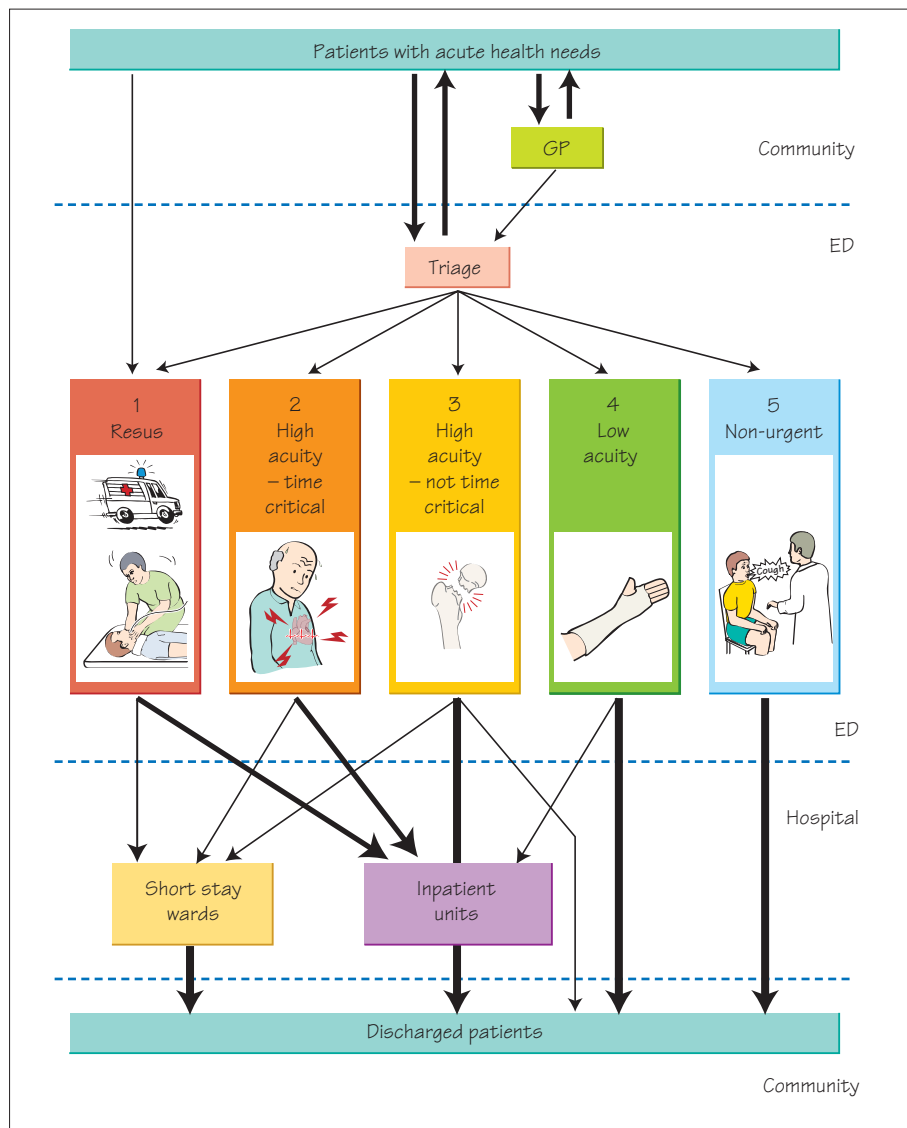 Patients with acute health needs
GP
Community
ED
Triage
1
Resus
2
High
acuity
– time
critical
3
High
acuity
– not time
critical
4
Low
acuity
5
Non-urgent
Cough
ED
Hospital
Short stay
wards
Inpatient
units
Discharged patients
Community